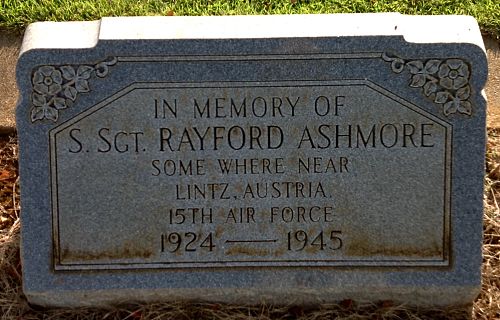 IN MEMORY OF
S. SGT. RAYFORD ASHMORE
SOME WHERE NEAR
LINTZ, AUSTRIA.
15TH AIR FORCE
1924 — 1945